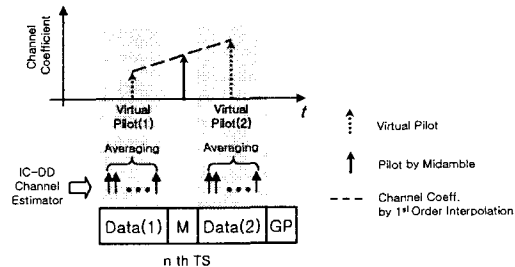 Channel
Coefficient
t
Virtual
Pilot(1)
Virtual
Pilot(2)
Averaging
Averaging
IC-DD
Channel
Estimator
Data(1)
M
Data(2)
GP
n th TS
Virtual Pilot
Pilot by Midamble
Channel Coeff.
by 1st Order Interpolation